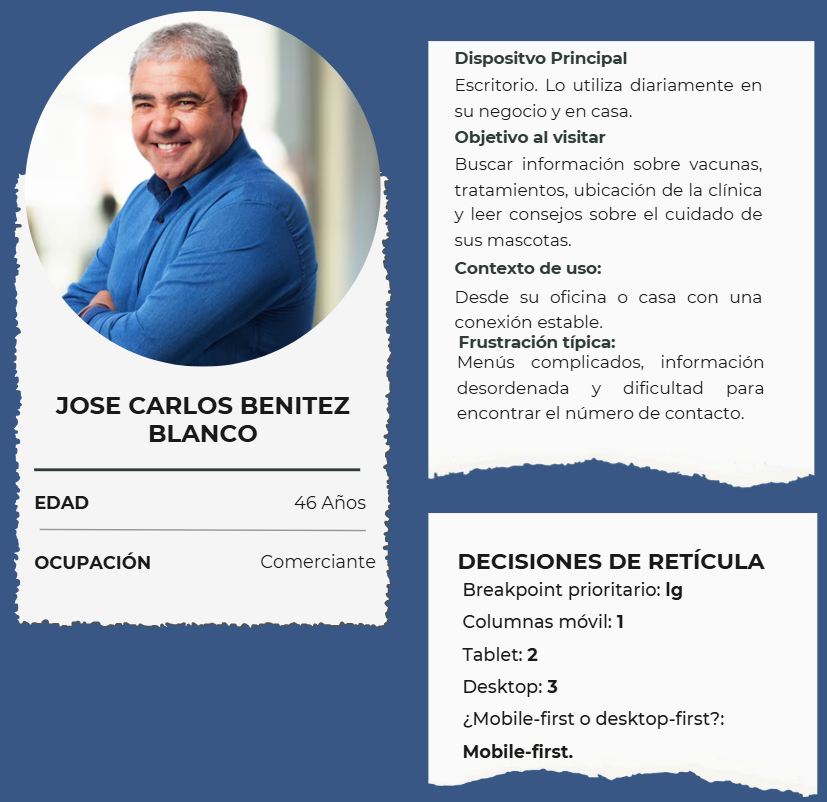 JOSE CARLOS BENITEZ
BLANCO
EDAD 46 Años
OCUPACIÓN Comerciante
Dispositvo Principal
Escritorio. Lo utiliza diariamente en
su negocio y en casa.
Objetivo al visitar
Buscar información sobre vacunas,
tratamientos, ubicación de la clínica
y leer consejos sobre el cuidado de
sus mascotas.
Contexto de uso:
Desde su oficina o casa con una
conexión estable.
Frustración típica:
Menús complicados, información
desordenada y dificultad para
encontrar el número de contacto.
DECISIONES DE RETÍCULA
Breakpoint prioritario: lg
Columnas móvil: 1
Tablet: 2
Desktop: 3
¿Mobile-first o desktop-first?:
Mobile-first.